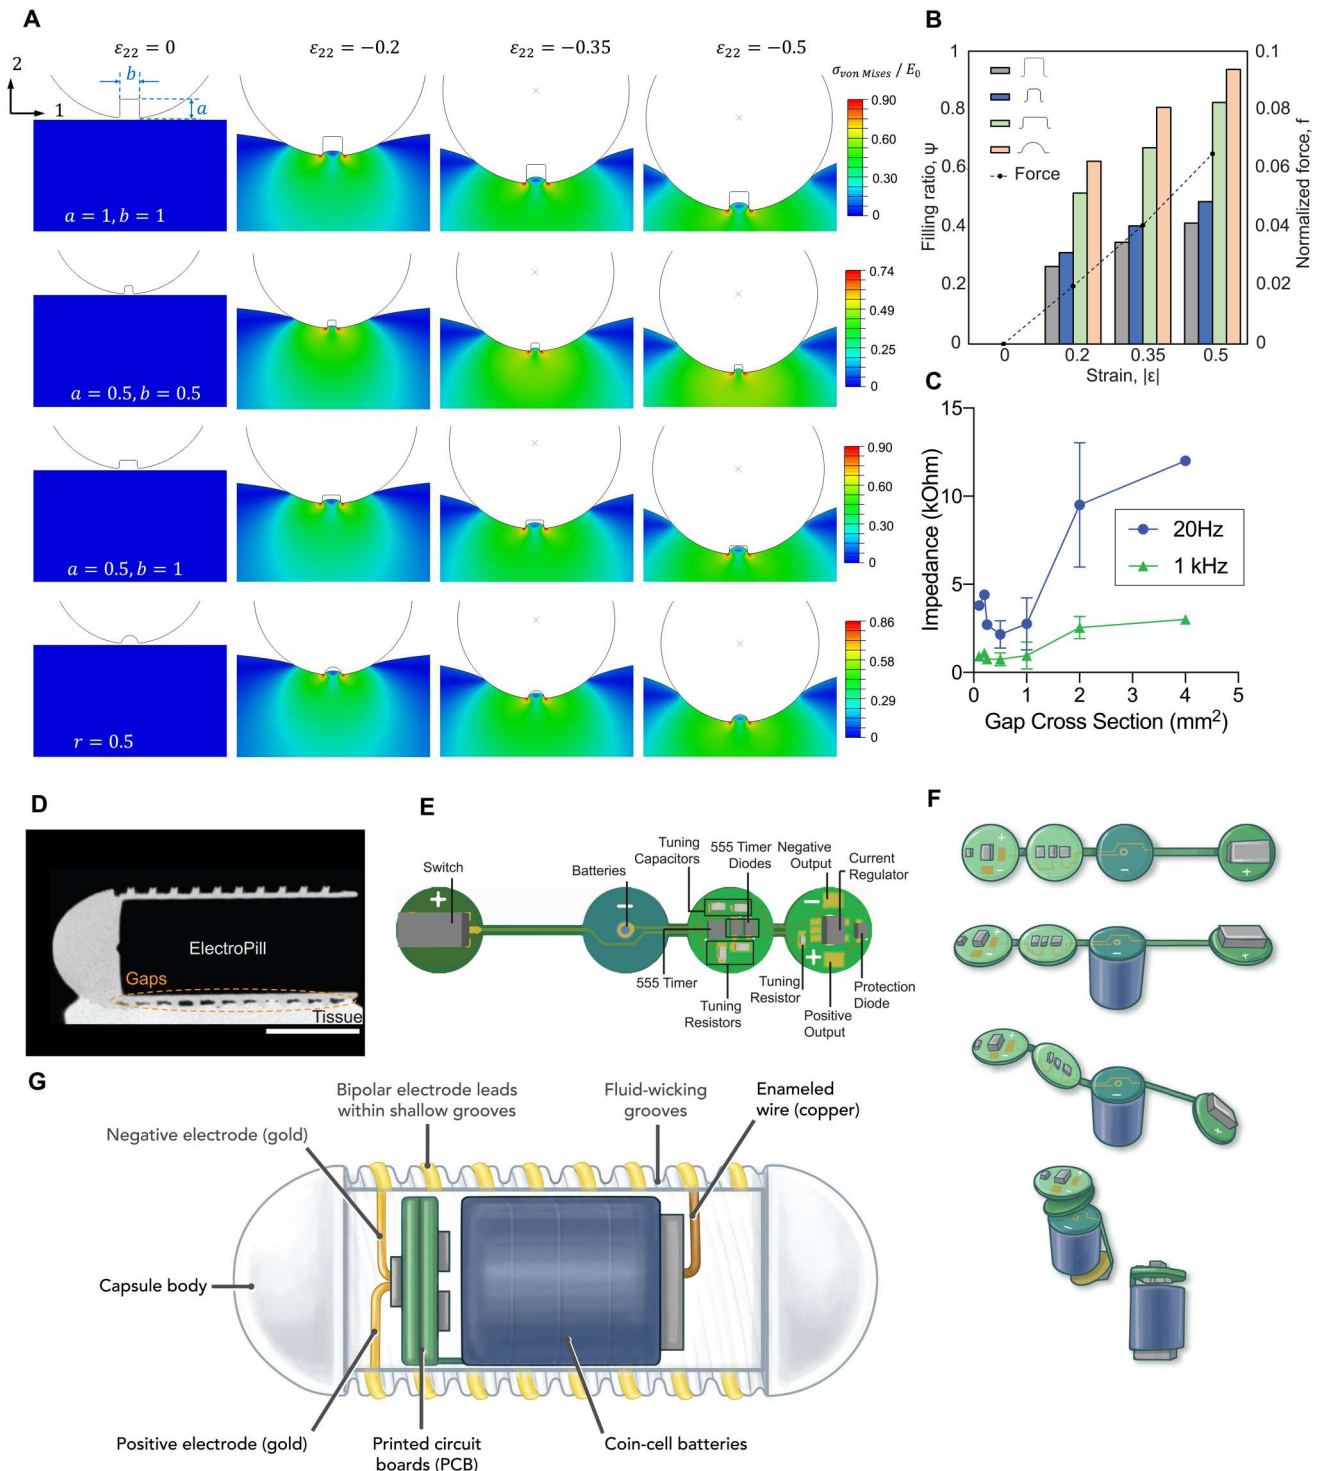 A
ε₂₂ = 0
ε₂₂ = −0.2
ε₂₂ = −0.35
ε₂₂ = −0.5
2
1
b
a
σvon Mises / E₀
0.90
0.60
0.30
0
a = 1, b = 1
0.74
0.50
0.25
0
a = 0.5, b = 0.5
0.90
0.60
0.30
0
a = 0.5, b = 1
0.86
0.58
0.29
0
r = 0.5
B
Filling ratio, ψ
1
0.8
0.6
0.4
0.2
0
Force
0
0.2
0.35
0.5
Strain, |ε|
0.1
0.08
0.06
0.04
0.02
0
Normalized force, f
C
Impedance (kOhm)
15
10
5
0
20Hz
1 kHz
0
1
2
3
4
5
Gap Cross Section (mm²)
D
ElectroPill
Gaps
Tissue
E
Switch
Batteries
Tuning
Capacitors
555 Timer
Diodes
Negative
Output
Current
Regulator
+
−
−
+
555 Timer
Tuning
Resistors
Tuning
Resistor
Positive
Output
Protection
Diode
F
+
−
−
+
+
−
−
+
+
−
−
+
−
−
G
Bipolar electrode leads
within shallow grooves
Fluid-wicking
grooves
Enameled
wire (copper)
Negative electrode (gold)
Capsule body
Positive electrode (gold)
Printed circuit
boards (PCB)
Coin-cell batteries